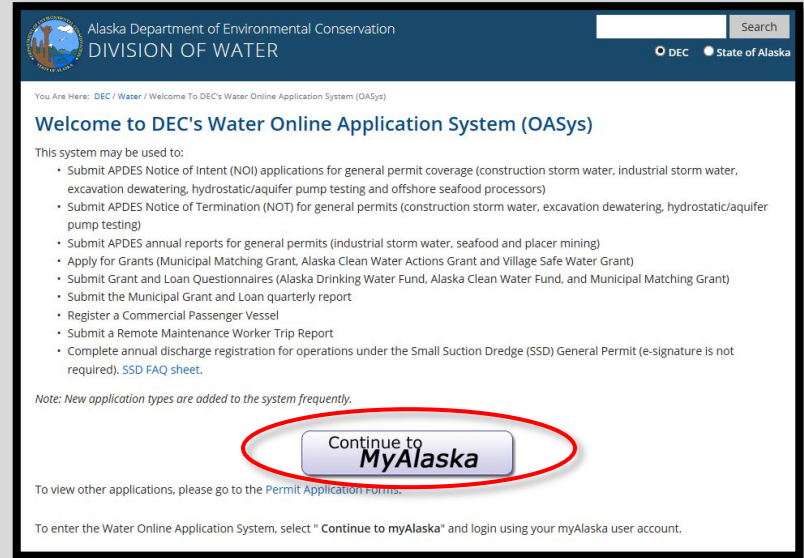 Alaska Department of Environmental Conservation
DIVISION OF WATER
Search
DEC State of Alaska
You Are Here: DEC / Water / Welcome To DEC's Water Online Application System (OASys)
Welcome to DEC's Water Online Application System (OASys)
This system may be used to:
• Submit APDES Notice of Intent (NOI) applications for general permit coverage (construction storm water, industrial storm water,
excavation dewatering, hydrostatic/aquifer pump testing and offshore seafood processors)
• Submit APDES Notice of Termination (NOT) for general permits (construction storm water, excavation dewatering, hydrostatic/aquifer
pump testing)
• Submit APDES annual reports for general permits (industrial storm water, seafood and placer mining)
• Apply for Grants (Municipal Matching Grant, Alaska Clean Water Actions Grant and Village Safe Water Grant)
• Submit Grant and Loan Questionnaires (Alaska Drinking Water Fund, Alaska Clean Water Fund, and Municipal Matching Grant)
• Submit the Municipal Grant and Loan quarterly report
• Register a Commercial Passenger Vessel
• Submit a Remote Maintenance Worker Trip Report
• Complete annual discharge registration for operations under the Small Suction Dredge (SSD) General Permit (e-signature is not
required). SSD FAQ sheet.
Note: New application types are added to the system frequently.
Continue to
MyAlaska
To view other applications, please go to the Permit Application Forms.
To enter the Water Online Application System, select " Continue to myAlaska" and login using your myAlaska user account.